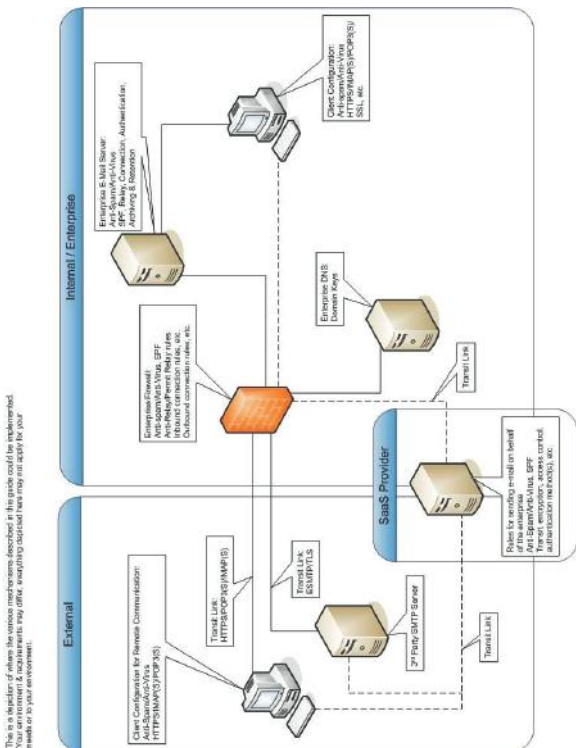 This is a depiction of where the various mechanisms described in this guide could be implemented.
Your environment & requirements may differ, everything depicted here may not apply for your
needs or to your environment.
External
Internal / Enterprise
SaaS Provider
Client Configuration for Remote Communication:
Anti-Spam/Anti-Virus
HTTPS/IMAP(S)/POP3(S)
Transit Link:
HTTPS/POP3(S)/IMAP(S)
Transit Link:
ESMTP/TLS
3rd Party SMTP Server
Transit Link
Enterprise Firewall:
Anti-spam/Anti-Virus, SPF
Anti-Relay/Permit Relay rules
Inbound connection rules, etc.
Outbound connection rules, etc.
Enterprise E-Mail Server:
Anti-Spam/Anti-Virus
SPF, Relay, Connection, Authentication,
Archiving & Retention
Client Configuration:
Anti-spam/Anti-Virus
HTTPS/IMAP(S)/POP3(S)/
SSL, etc.
Enterprise DNS:
Domain Keys
Transit Link
Rules for sending e-mail on behalf
of the enterprise
Anti-Spam/Anti-Virus, SPF
Transit encryption, access control,
authentication method(s), etc.